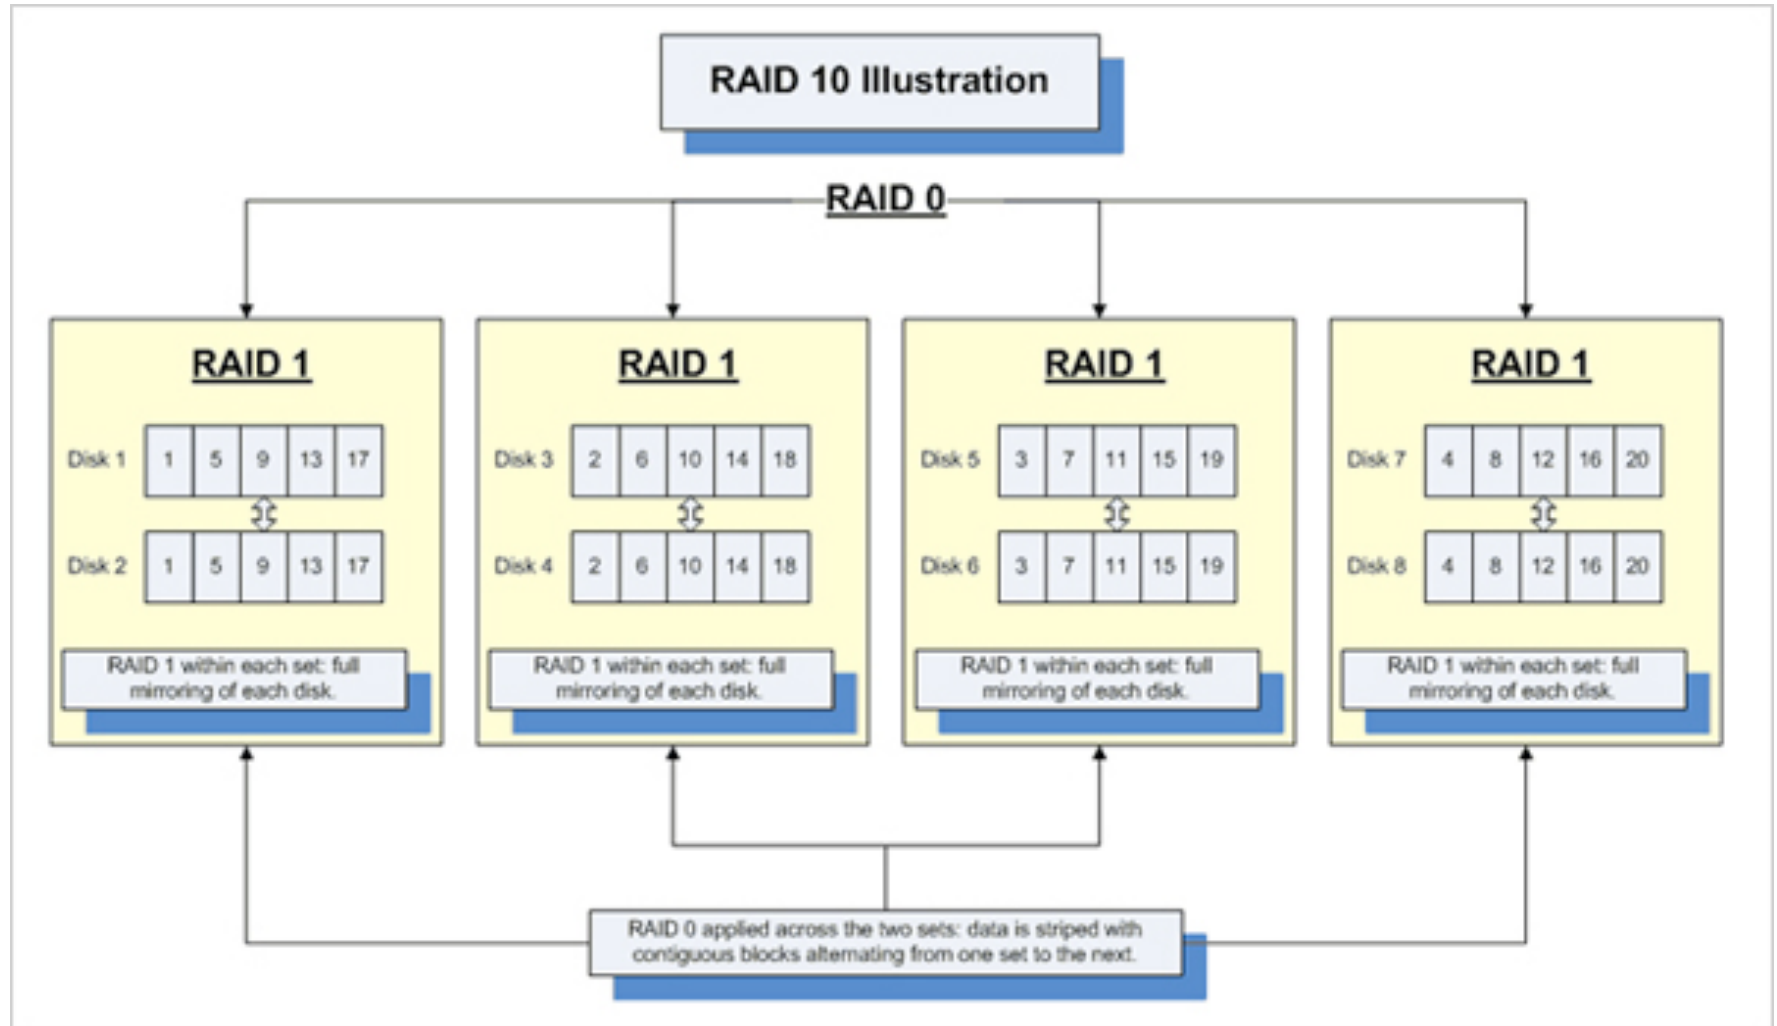 RAID 10 Illustration
RAID 0
RAID 1
Disk 1 1 5 9 13 17
Disk 2 1 5 9 13 17
RAID 1 within each set: full
mirroring of each disk.
RAID 1
Disk 3 2 6 10 14 18
Disk 4 2 6 10 14 18
RAID 1 within each set: full
mirroring of each disk.
RAID 1
Disk 5 3 7 11 15 19
Disk 6 3 7 11 15 19
RAID 1 within each set: full
mirroring of each disk.
RAID 1
Disk 7 4 8 12 16 20
Disk 8 4 8 12 16 20
RAID 1 within each set: full
mirroring of each disk.
RAID 0 applied across the two sets: data is striped with
contiguous blocks alternating from one set to the next.